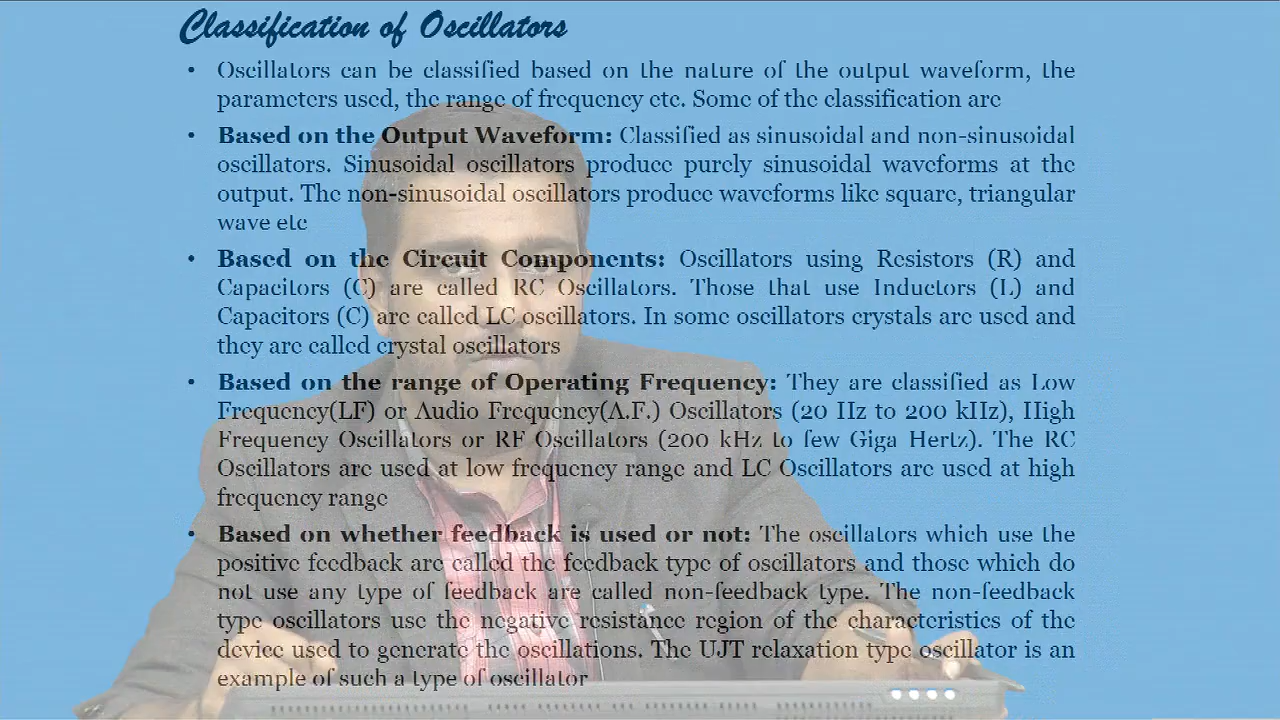 Classification of Oscillators
• Oscillators can be classified based on the nature of the output waveform, the
parameters used, the range of frequency etc. Some of the classification are
• Based on the Output Waveform: Classified as sinusoidal and non-sinusoidal
oscillators. Sinusoidal oscillators produce purely sinusoidal waveforms at the
output. The non-sinusoidal oscillators produce waveforms like square, triangular
wave etc
• Based on the Circuit Components: Oscillators using Resistors (R) and
Capacitors (C) are called RC Oscillators. Those that use Inductors (L) and
Capacitors (C) are called LC oscillators. In some oscillators crystals are used and
they are called crystal oscillators
• Based on the range of Operating Frequency: They are classified as Low
Frequency(LF) or Audio Frequency(A.F.) Oscillators (20 Hz to 200 kHz), High
Frequency Oscillators or RF Oscillators (200 kHz to few Giga Hertz). The RC
Oscillators are used at low frequency range and LC Oscillators are used at high
frequency range
• Based on whether feedback is used or not: The oscillators which use the
positive feedback are called the feedback type of oscillators and those which do
not use any type of feedback are called non-feedback type. The non-feedback
type oscillators use the negative resistance region of the characteristics of the
device used to generate the oscillations. The UJT relaxation type oscillator is an
example of such a type of oscillator